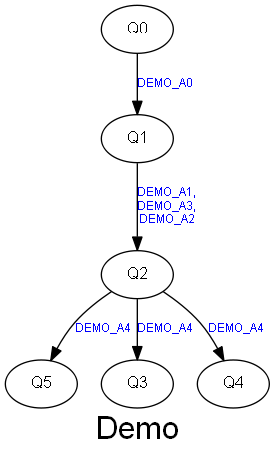 Q0
DEMO_A0
Q1
DEMO_A1,
DEMO_A3,
DEMO_A2
Q2
DEMO_A4 DEMO_A4 DEMO_A4
Q5 Q3 Q4
Demo